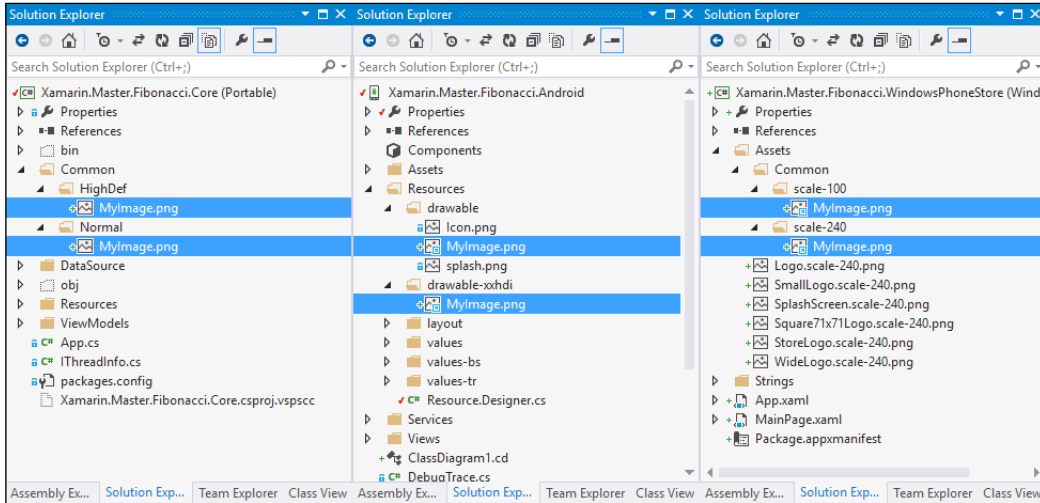 Solution Explorer
Search Solution Explorer (Ctrl+;)
Xamarin.Master.Fibonacci.Core (Portable)
Properties
References
bin
Common
HighDef
MyImage.png
Normal
MyImage.png
DataSource
obj
Resources
ViewModels
App.cs
IThreadInfo.cs
packages.config
Xamarin.Master.Fibonacci.Core.csproj.vspscc
Assembly Ex... Solution Exp... Team Explorer Class View
Solution Explorer
Search Solution Explorer (Ctrl+;)
Xamarin.Master.Fibonacci.Android
Properties
References
Components
Assets
Resources
drawable
Icon.png
MyImage.png
splash.png
drawable-xxhdi
MyImage.png
layout
values
values-bs
values-tr
Resource.Designer.cs
Services
Views
ClassDiagram1.cd
DebugTrace.cs
Assembly Ex... Solution Exp... Team Explorer Class View
Solution Explorer
Search Solution Explorer (Ctrl+;)
Xamarin.Master.Fibonacci.WindowsPhoneStore (Wind
Properties
References
Assets
Common
scale-100
MyImage.png
scale-240
MyImage.png
Logo.scale-240.png
SmallLogo.scale-240.png
SplashScreen.scale-240.png
Square71x71Logo.scale-240.png
StoreLogo.scale-240.png
WideLogo.scale-240.png
Strings
App.xaml
MainPage.xaml
Package.appxmanifest
Assembly Ex... Solution Exp... Team Explorer Class View